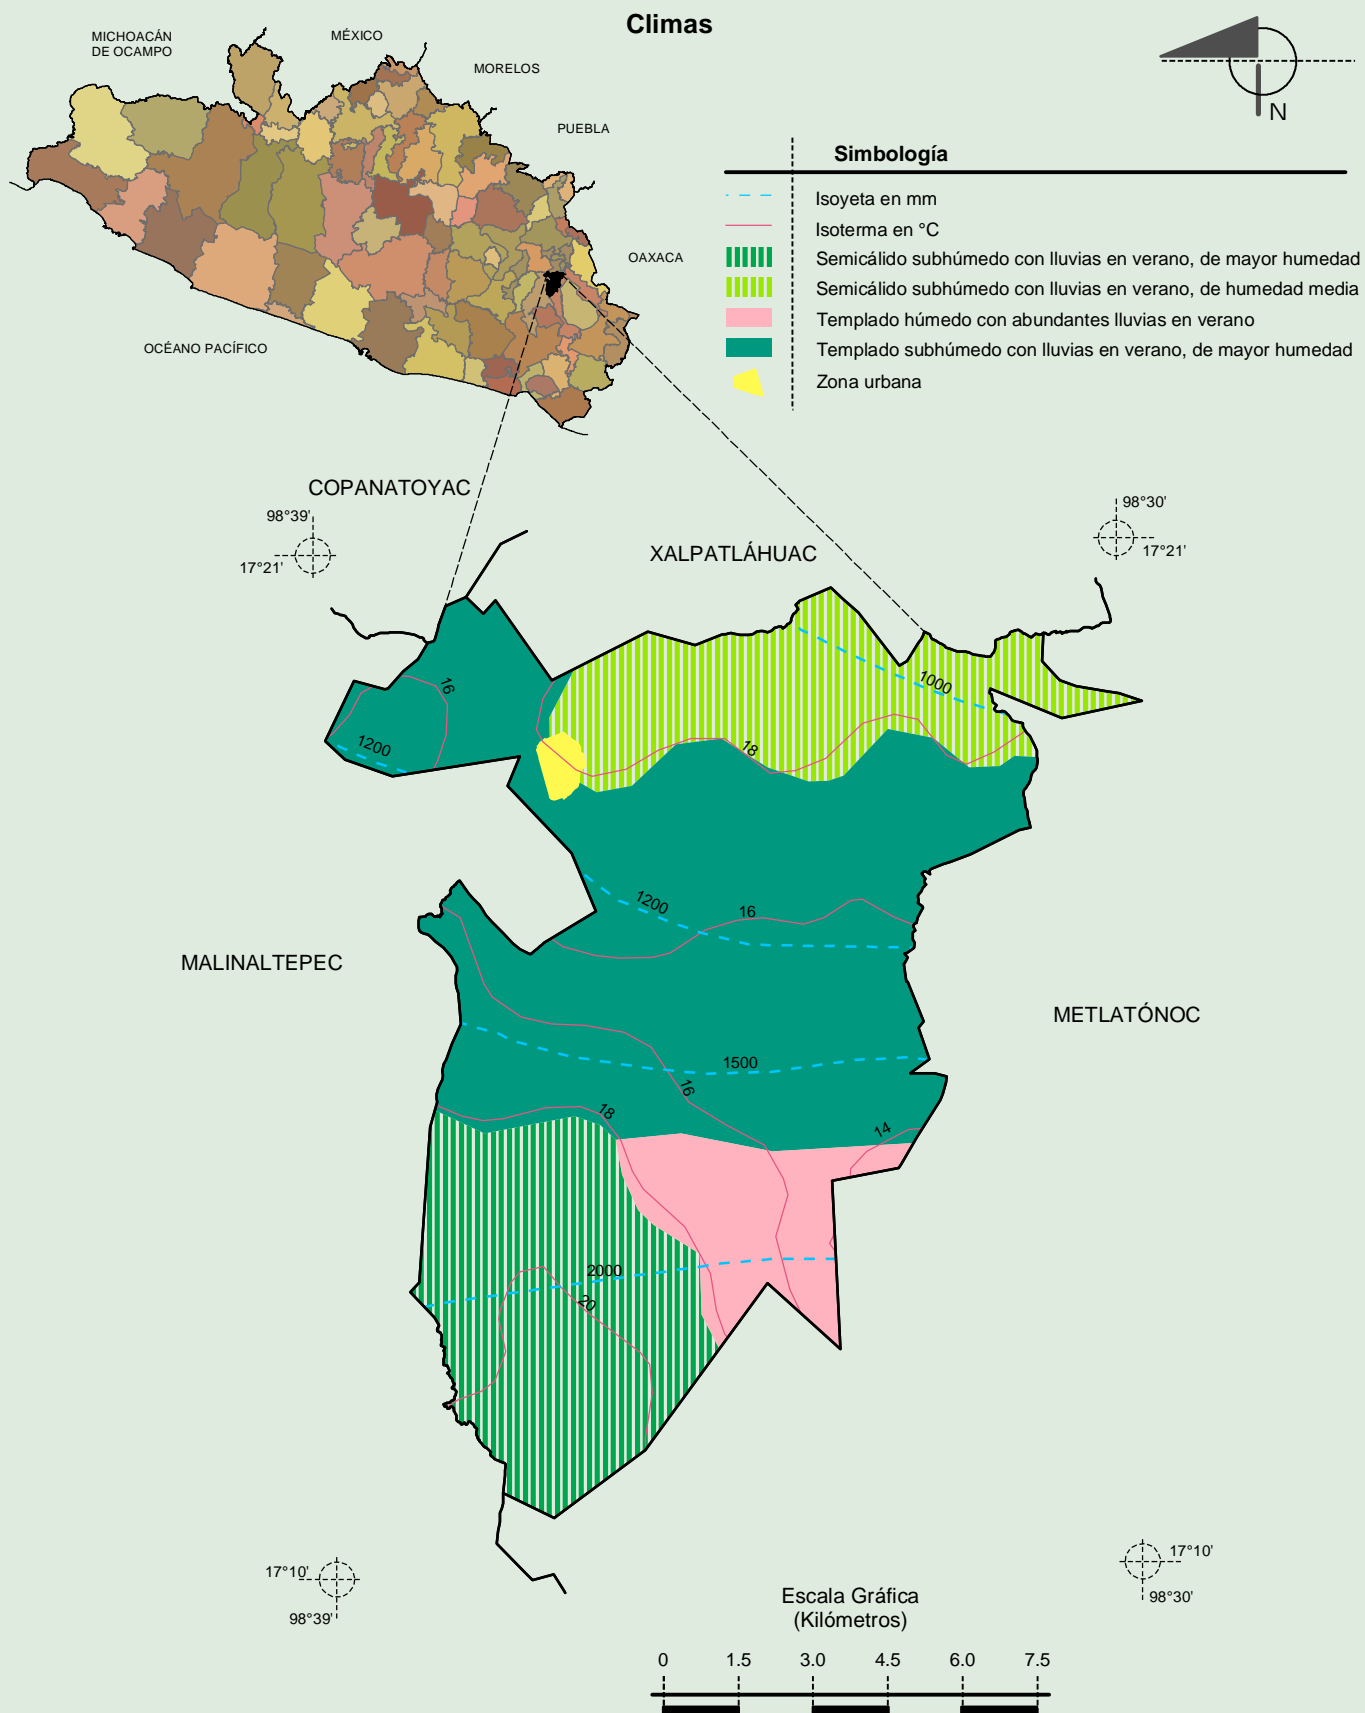 Climas
MICHOACÁN
DE OCAMPO
MÉXICO
MORELOS
PUEBLA
OAXACA
OCÉANO PACÍFICO
N
Simbología
Isoyeta en mm
Isoterma en °C
Semicálido subhúmedo con lluvias en verano, de mayor humedad
Semicálido subhúmedo con lluvias en verano, de humedad media
Templado húmedo con abundantes lluvias en verano
Templado subhúmedo con lluvias en verano, de mayor humedad
Zona urbana
COPANATOYAC
98°39'
17°21'
XALPATLÁHUAC
98°30'
17°21'
16
1000
1200
18
1200
16
MALINALTEPEC
METLATÓNOC
1500
16
18
14
2000
20
17°10'
98°39'
17°10'
98°30'
Escala Gráfica
(Kilómetros)
0 1.5 3.0 4.5 6.0 7.5